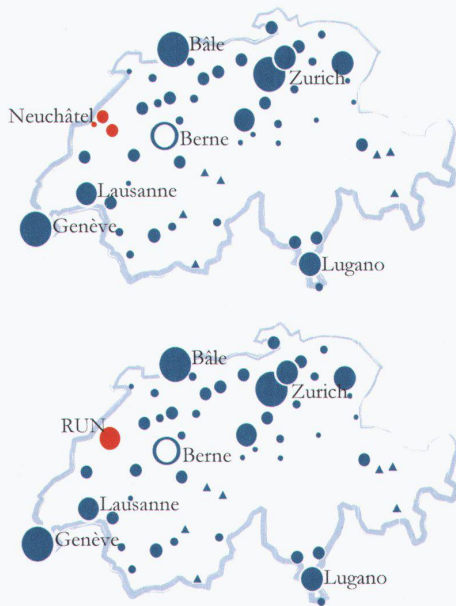 Bâle
Zurich
Neuchâtel
Berne
Lausanne
Genève
Lugano
Bâle
Zurich
RUN
Berne
Lausanne
Genève
Lugano